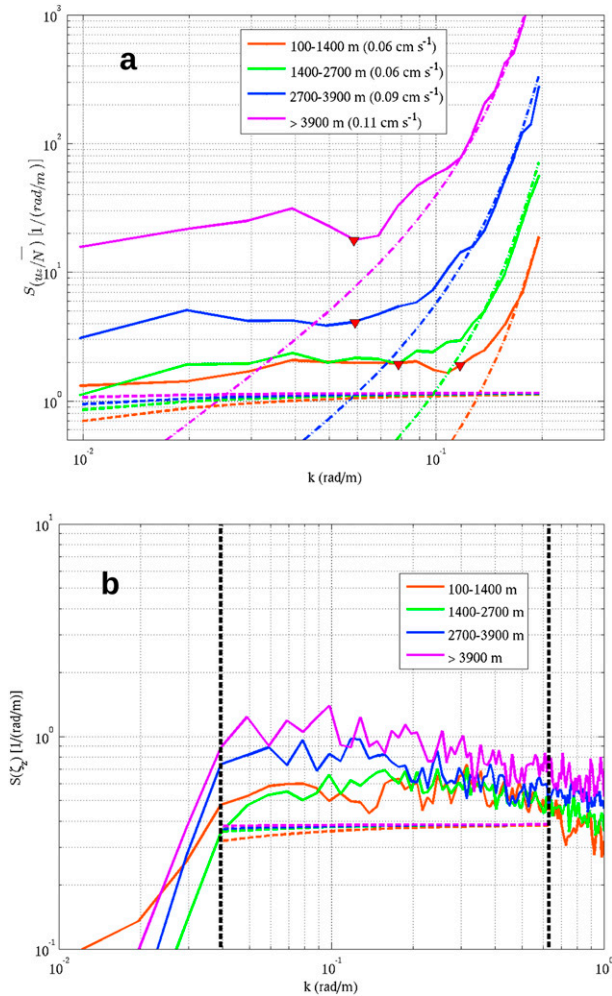 a
10³
10²
10¹
10⁰
S(uz/N) [1/(rad/m)]
100-1400 m (0.06 cm s⁻¹)
1400-2700 m (0.06 cm s⁻¹)
2700-3900 m (0.09 cm s⁻¹)
> 3900 m (0.11 cm s⁻¹)
10⁻² 10⁻¹
k (rad/m)
b
10¹
10⁰
10⁻¹
S(ζz) [1/(rad/m)]
100-1400 m
1400-2700 m
2700-3900 m
> 3900 m
10⁻² 10⁻¹ 10⁰
k (rad/m)